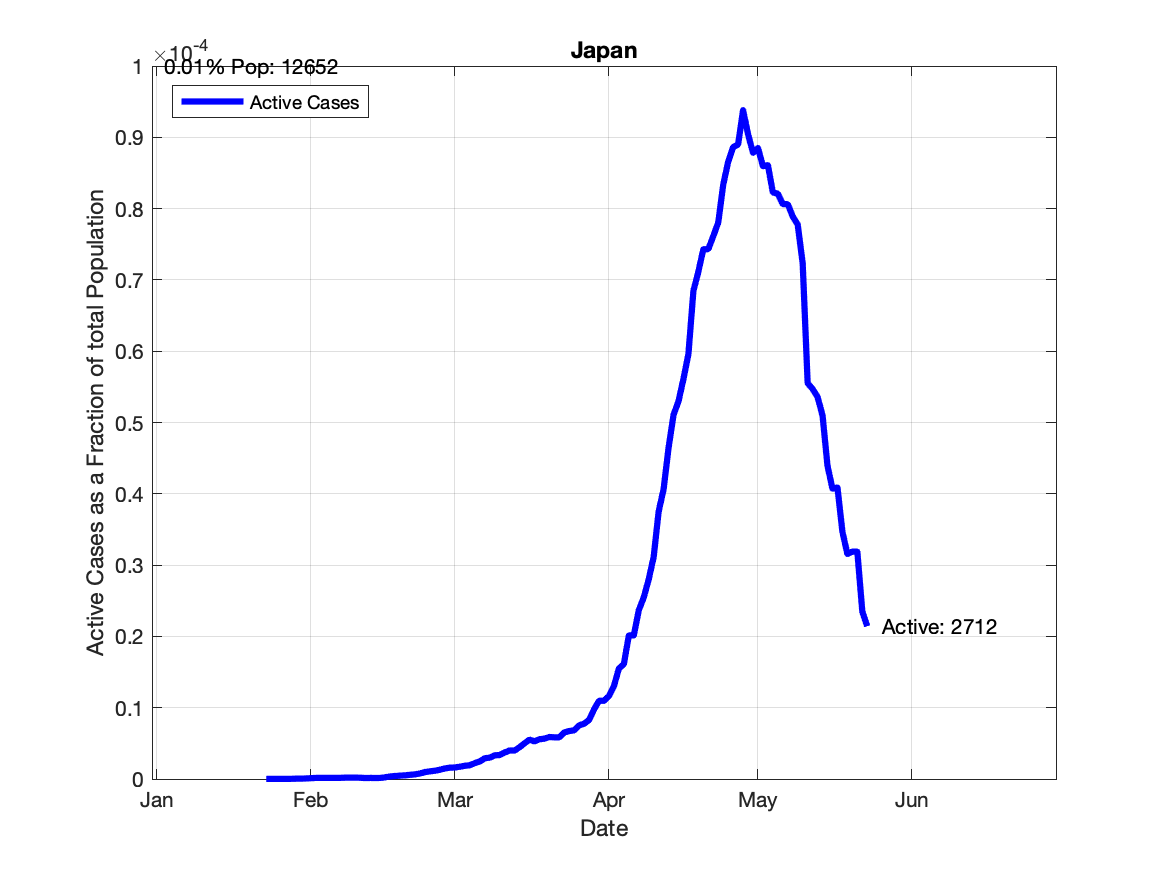 Japan
×10-4
0.01% Pop: 12652
Active Cases
1
0.9
0.8
0.7
0.6
0.5
0.4
0.3
0.2
0.1
0
Active Cases as a Fraction of total Population
Active: 2712
Jan Feb Mar Apr May Jun
Date